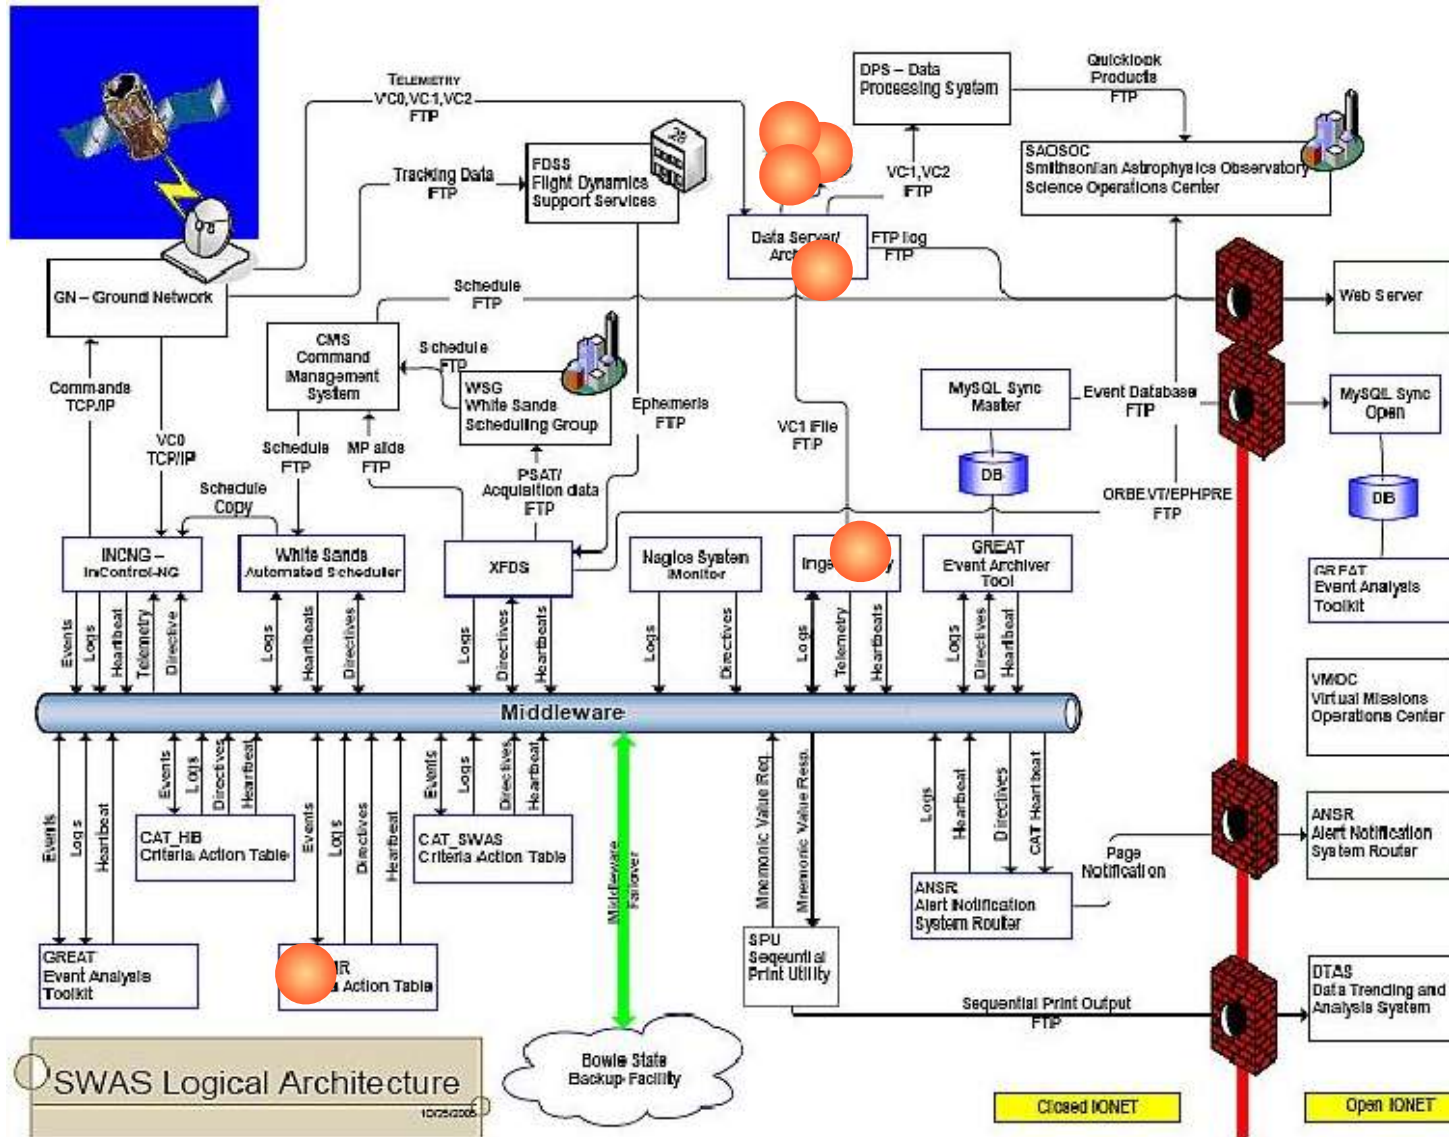 TELEMETRY
VC0,VC1,VC2
FTP
DPS – Data
Processing System
Quicklook
Products
FTP
FDSS
Flight Dynamics
Support Services
Tracking Data
FTP
VC1,VC2
FTP
SAOSOC
Smithsonian Astrophysics Observatory
Science Operations Center
Data Server/
FTP log
FTP
GN – Ground Network
Schedule
FTP
Web Server
CMS
Command
Management
System
Schedule
FTP
WSG
White Sands
Scheduling Group
Commands
TCP/IP
VC0
TCP/IP
Schedule
FTP
MP aids
FTP
Ephemeris
FTP
VC1 File
FTP
MySQL Sync
Master
Event Database
FTP
MySQL Sync
Open
PSAT/
Acquisition data
FTP
DB
ORBEVT/EPHPRE
FTP
DB
Schedule
Copy
INCNG –
InControl-NG
White Sands
Automated Scheduler
XFDS
Nagios System
Monitor
GREAT
Event Archiver
Tool
GREAT
Event Analysis
Toolkit
Events
Logs
Heartbeat
Telemetry
Directive
Logs
Heartbeats
Directives
Logs
Directives
Heartbeats
Logs
Directives
Logs
Telemetry
Heartbeats
Logs
Directives
Heartbeat
VMOC
Virtual Missions
Operations Center
Middleware
Events
Logs
Heartbeat
Events
Logs
Directives
Heartbeat
Events
Logs
Directives
Heartbeat
Events
Logs
Directives
Heartbeat
Middleware
Failover
Mnemonic Value Req.
Mnemonic Value Resp.
Logs
Heartbeat
Directives
CAT Heartbeat
CAT_HB
Criteria Action Table
CAT_SWAS
Criteria Action Table
ANSR
Alert Notification
System Router
Page
Notification
ANSR
Alert Notification
System Router
GREAT
Event Analysis
Toolkit
Action Table
SPU
Seqeuntial
Print Utility
Sequential Print Output
FTP
DTAS
Data Trending and
Analysis System
SWAS Logical Architecture
10/25/2005
Bowie State
Backup Facility
Closed IONET
Open IONET